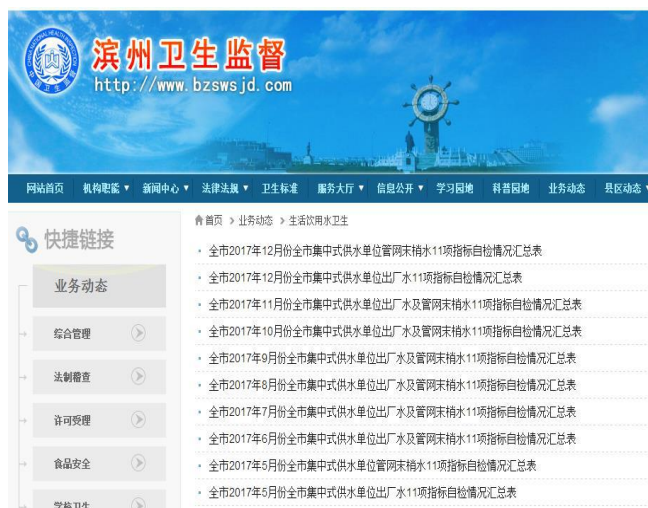 滨州卫生监督
http://www.bzswsjd.com
网站首页 机构职能 新闻中心 法律法规 卫生标准 服务大厅 信息公开 学习园地 科普园地 业务动态 县区动态
首页 > 业务动态 > 生活饮用水卫生
快捷链接
业务动态
综合管理
法制稽查
许可受理
食品安全
学校卫生
全市2017年12月份全市集中式供水单位管网末梢水11项指标自检情况汇总表
全市2017年12月份全市集中式供水单位出厂水11项指标自检情况汇总表
全市2017年11月份全市集中式供水单位出厂水及管网末梢水11项指标自检情况汇总表
全市2017年10月份全市集中式供水单位出厂水及管网末梢水11项指标自检情况汇总表
全市2017年9月份全市集中式供水单位出厂水及管网末梢水11项指标自检情况汇总表
全市2017年8月份全市集中式供水单位出厂水及管网末梢水11项指标自检情况汇总表
全市2017年7月份全市集中式供水单位出厂水及管网末梢水11项指标自检情况汇总表
全市2017年6月份全市集中式供水单位出厂水及管网末梢水11项指标自检情况汇总表
全市2017年5月份全市集中式供水单位管网末梢水11项指标自检情况汇总表
全市2017年5月份全市集中式供水单位出厂水11项指标自检情况汇总表